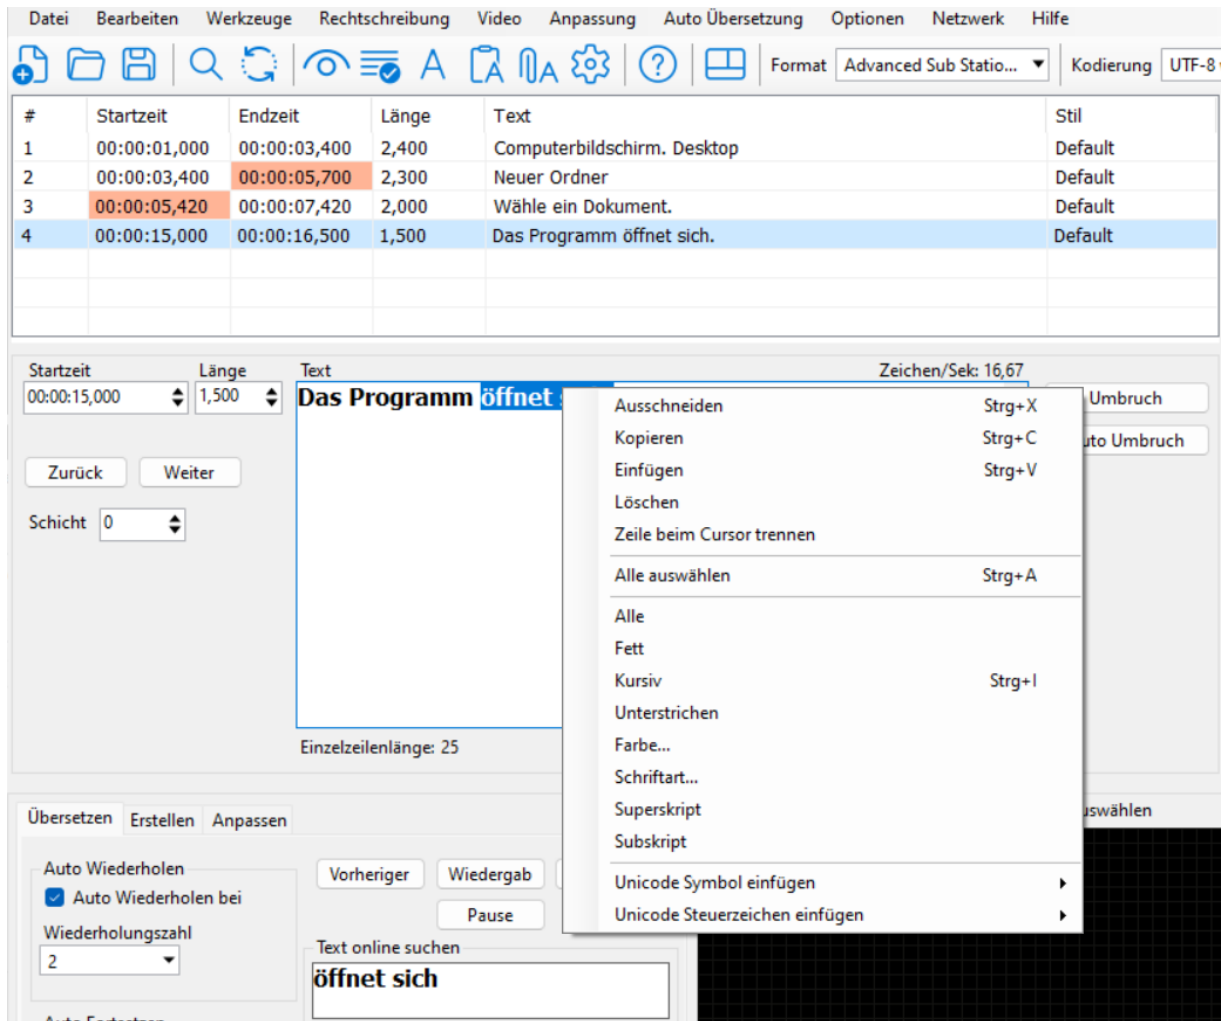 Datei Bearbeiten Werkzeuge Rechtschreibung Video Anpassung Auto Übersetzung Optionen Netzwerk Hilfe
Format Advanced Sub Statio... Kodierung UTF-8
# Startzeit Endzeit Länge Text Stil
1 00:00:01,000 00:00:03,400 2,400 Computerbildschirm. Desktop Default
2 00:00:03,400 00:00:05,700 2,300 Neuer Ordner Default
3 00:00:05,420 00:00:07,420 2,000 Wähle ein Dokument. Default
4 00:00:15,000 00:00:16,500 1,500 Das Programm öffnet sich. Default
Startzeit Länge Text Zeichen/Sek: 16,67
00:00:15,000 1,500 Das Programm öffnet
Umbruch
uto Umbruch
Zurück Weiter
Schicht 0
Einzelzeilenlänge: 25
Ausschneiden Strg+X
Kopieren Strg+C
Einfügen Strg+V
Löschen
Zeile beim Cursor trennen
Alle auswählen Strg+A
Alle
Fett
Kursiv Strg+I
Unterstrichen
Farbe...
Schriftart...
Superskript
Subskript
Unicode Symbol einfügen
Unicode Steuerzeichen einfügen
Übersetzen Erstellen Anpassen
uswählen
Auto Wiederholen
Auto Wiederholen bei
Wiederholungszahl
2
Vorheriger Wiedergab
Pause
Text online suchen
öffnet sich